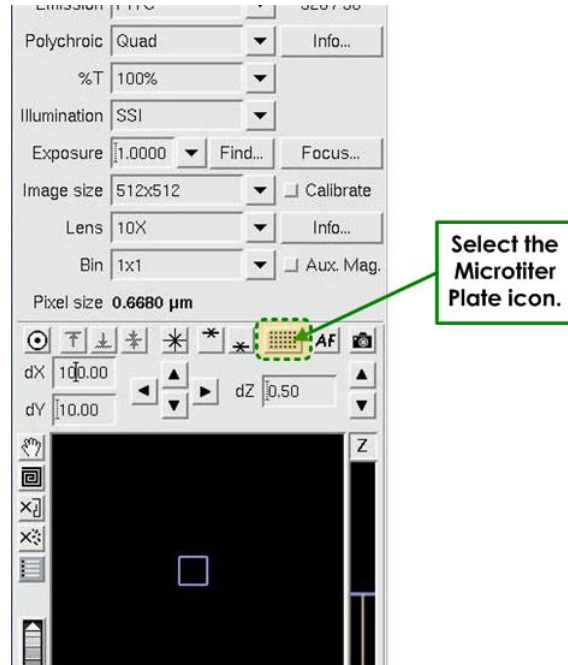 Polychroic Quad Info...
%T 100%
Illumination SSI
Exposure 1.0000 Find... Focus...
Image size 512x512 Calibrate
Lens 10X Info...
Bin 1x1 Aux. Mag.
Pixel size 0.6680 µm
Select the
Microtiter
Plate icon.
AF
dX 100.00
dY 10.00
dZ 0.50
Z